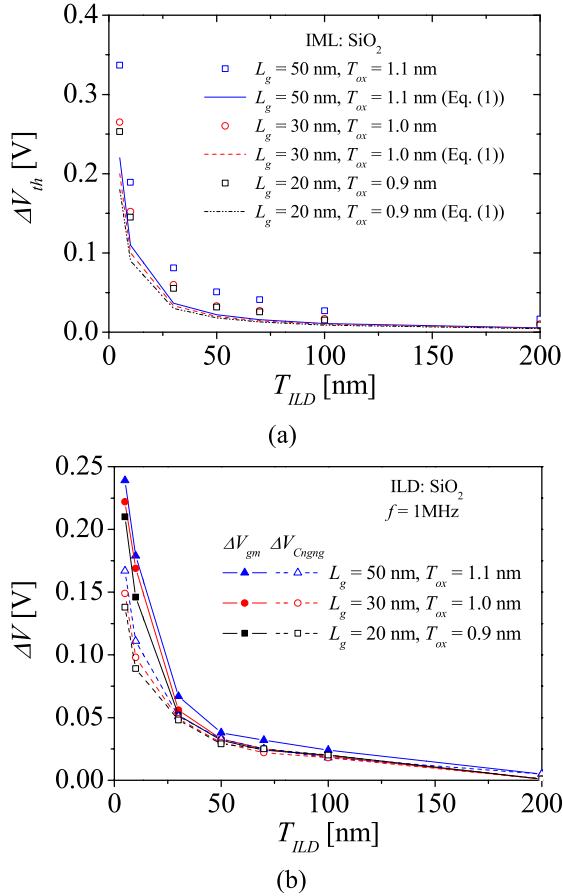 0.4
0.3
0.2
0.1
0.0
ΔV_th [V]
IML: SiO₂
L_g = 50 nm, T_ox = 1.1 nm
L_g = 50 nm, T_ox = 1.1 nm (Eq. (1))
L_g = 30 nm, T_ox = 1.0 nm
L_g = 30 nm, T_ox = 1.0 nm (Eq. (1))
L_g = 20 nm, T_ox = 0.9 nm
L_g = 20 nm, T_ox = 0.9 nm (Eq. (1))
0 50 100 150 200
T_ILD [nm]
(a)
0.25
0.20
0.15
0.10
0.05
0.00
ΔV [V]
ILD: SiO₂
f = 1MHz
ΔV_gm ΔV_Cngng
L_g = 50 nm, T_ox = 1.1 nm
L_g = 30 nm, T_ox = 1.0 nm
L_g = 20 nm, T_ox = 0.9 nm
0 50 100 150 200
T_ILD [nm]
(b)